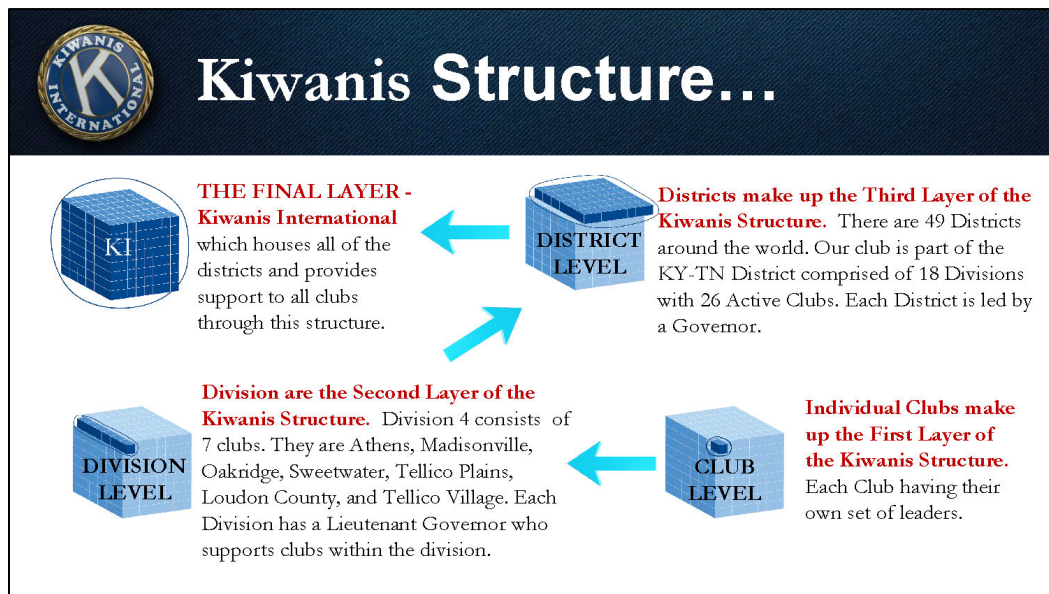 KIWANIS
K
INTERNATIONAL
Kiwanis Structure...
KI
THE FINAL LAYER -
Kiwanis International
which houses all of the
districts and provides
support to all clubs
through this structure.
DISTRICT
LEVEL
Districts make up the Third Layer of the
Kiwanis Structure. There are 49 Districts
around the world. Our club is part of the
KY-TN District comprised of 18 Divisions
with 26 Active Clubs. Each District is led by
a Governor.
DIVISION
LEVEL
Division are the Second Layer of the
Kiwanis Structure. Division 4 consists of
7 clubs. They are Athens, Madisonville,
Oakridge, Sweetwater, Tellico Plains,
Loudon County, and Tellico Village. Each
Division has a Lieutenant Governor who
supports clubs within the division.
CLUB
LEVEL
Individual Clubs make
up the First Layer of
the Kiwanis Structure.
Each Club having their
own set of leaders.